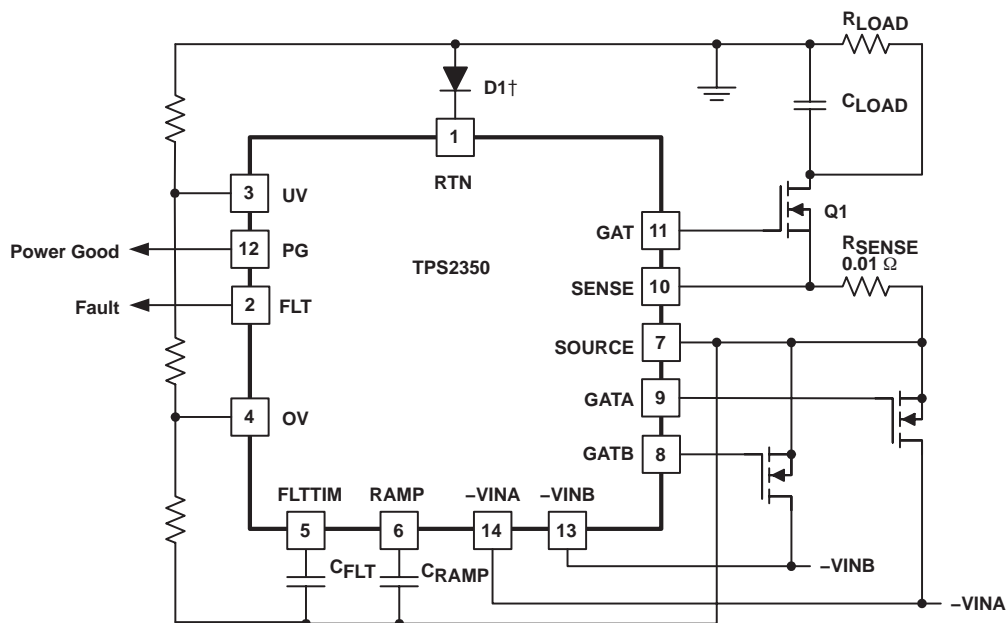 RLOAD
D1†
CLOAD
1
RTN
3
UV
Q1
11
GAT
12
PG
Power Good
TPS2350
RSENSE
0.01 Ω
10
SENSE
2
FLT
Fault
7
SOURCE
9
GATA
4
OV
8
GATB
FLTTIM
RAMP
–VINA
–VINB
5
6
14
13
CFLT
CRAMP
–VINB
–VINA